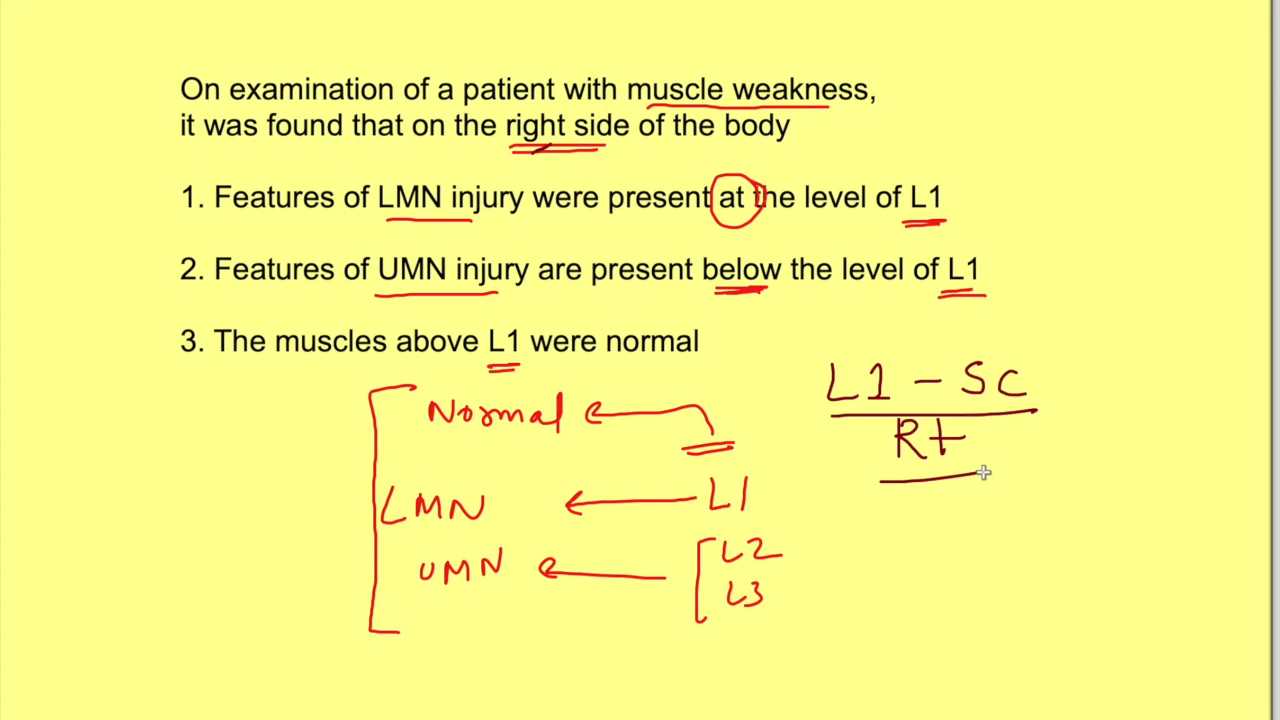 On examination of a patient with muscle weakness,
it was found that on the right side of the body
1. Features of LMN injury were present at the level of L1
2. Features of UMN injury are present below the level of L1
3. The muscles above L1 were normal
L1 - SC
Rt
Normal
LMN L1
UMN L2
L3